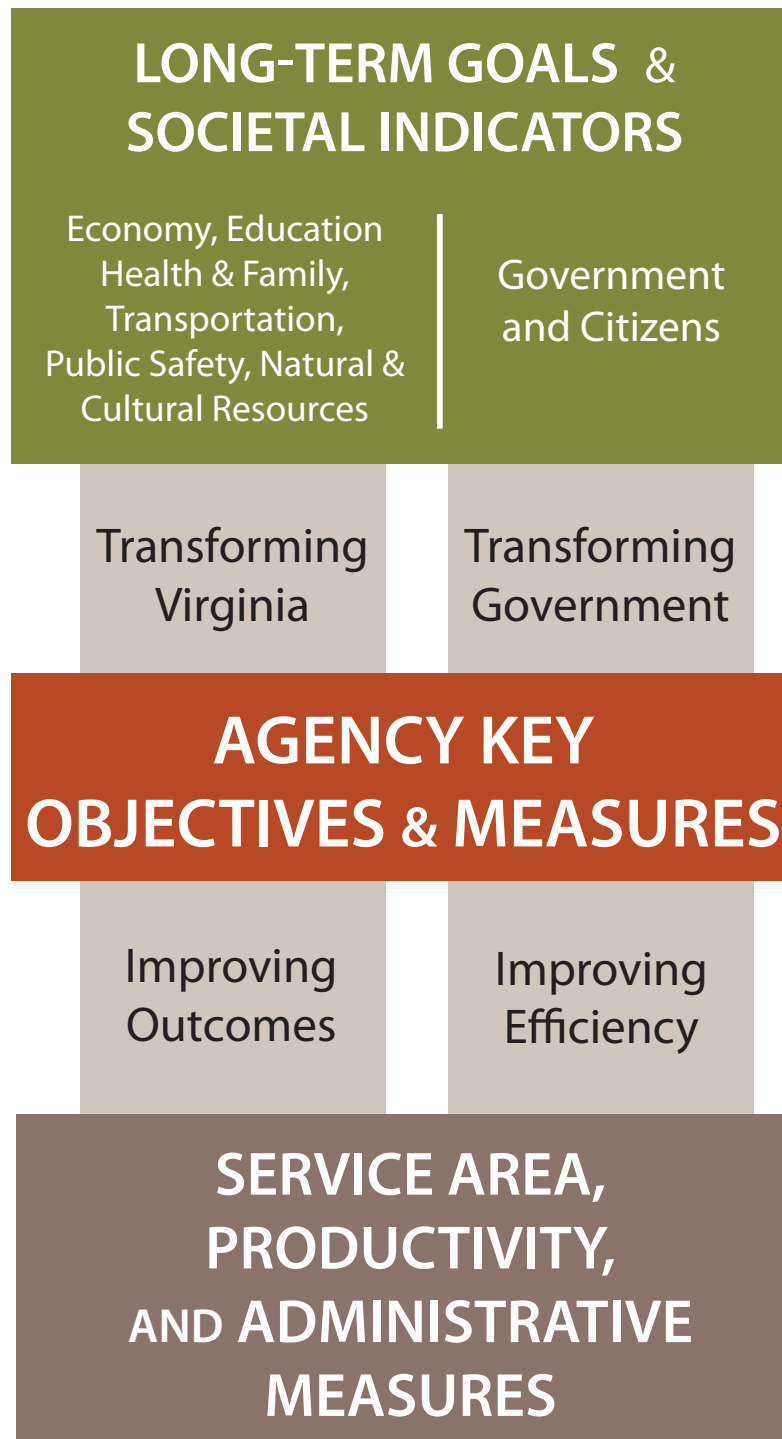 LONG-TERM GOALS &
SOCIETAL INDICATORS
Economy, Education
Health & Family,
Transportation,
Public Safety, Natural &
Cultural Resources
Government
and Citizens
Transforming
Virginia
Transforming
Government
AGENCY KEY
OBJECTIVES & MEASURES
Improving
Outcomes
Improving
Efficiency
SERVICE AREA,
PRODUCTIVITY,
AND ADMINISTRATIVE
MEASURES